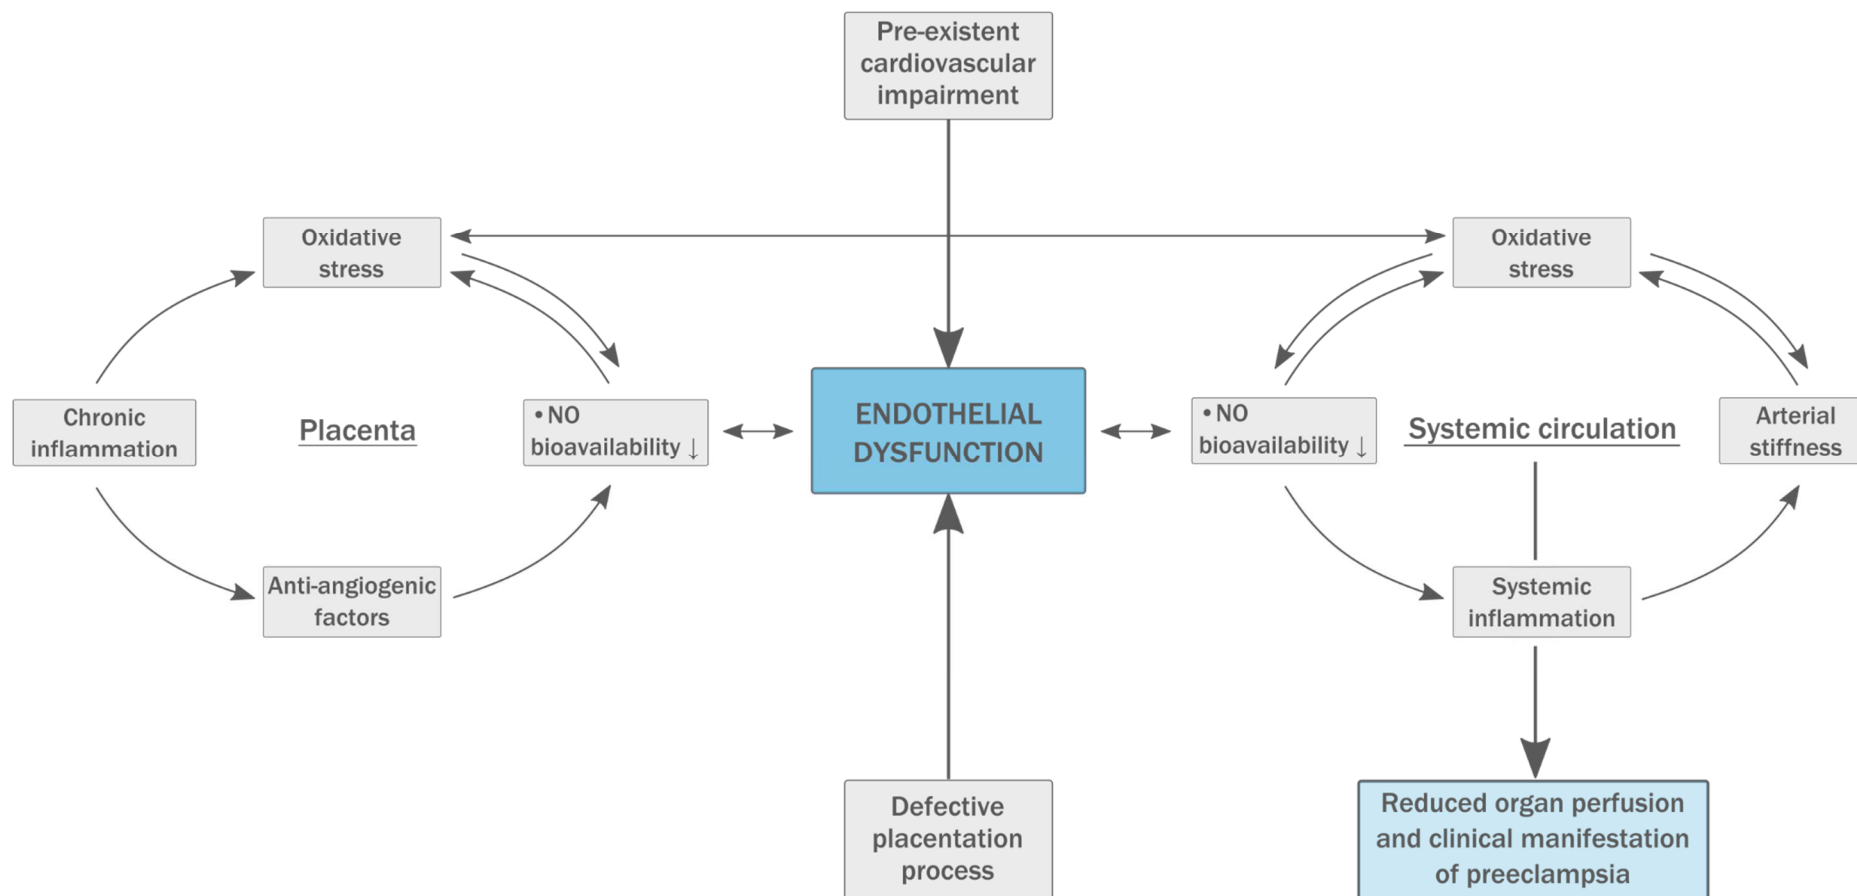 Pre-existent
cardiovascular
impairment
Oxidative
stress
Oxidative
stress
Chronic
inflammation
Placenta
• NO
bioavailability ↓
ENDOTHELIAL
DYSFUNCTION
• NO
bioavailability ↓
Systemic circulation
Arterial
stiffness
Anti-angiogenic
factors
Systemic
inflammation
Defective
placentation
process
Reduced organ perfusion
and clinical manifestation
of preeclampsia